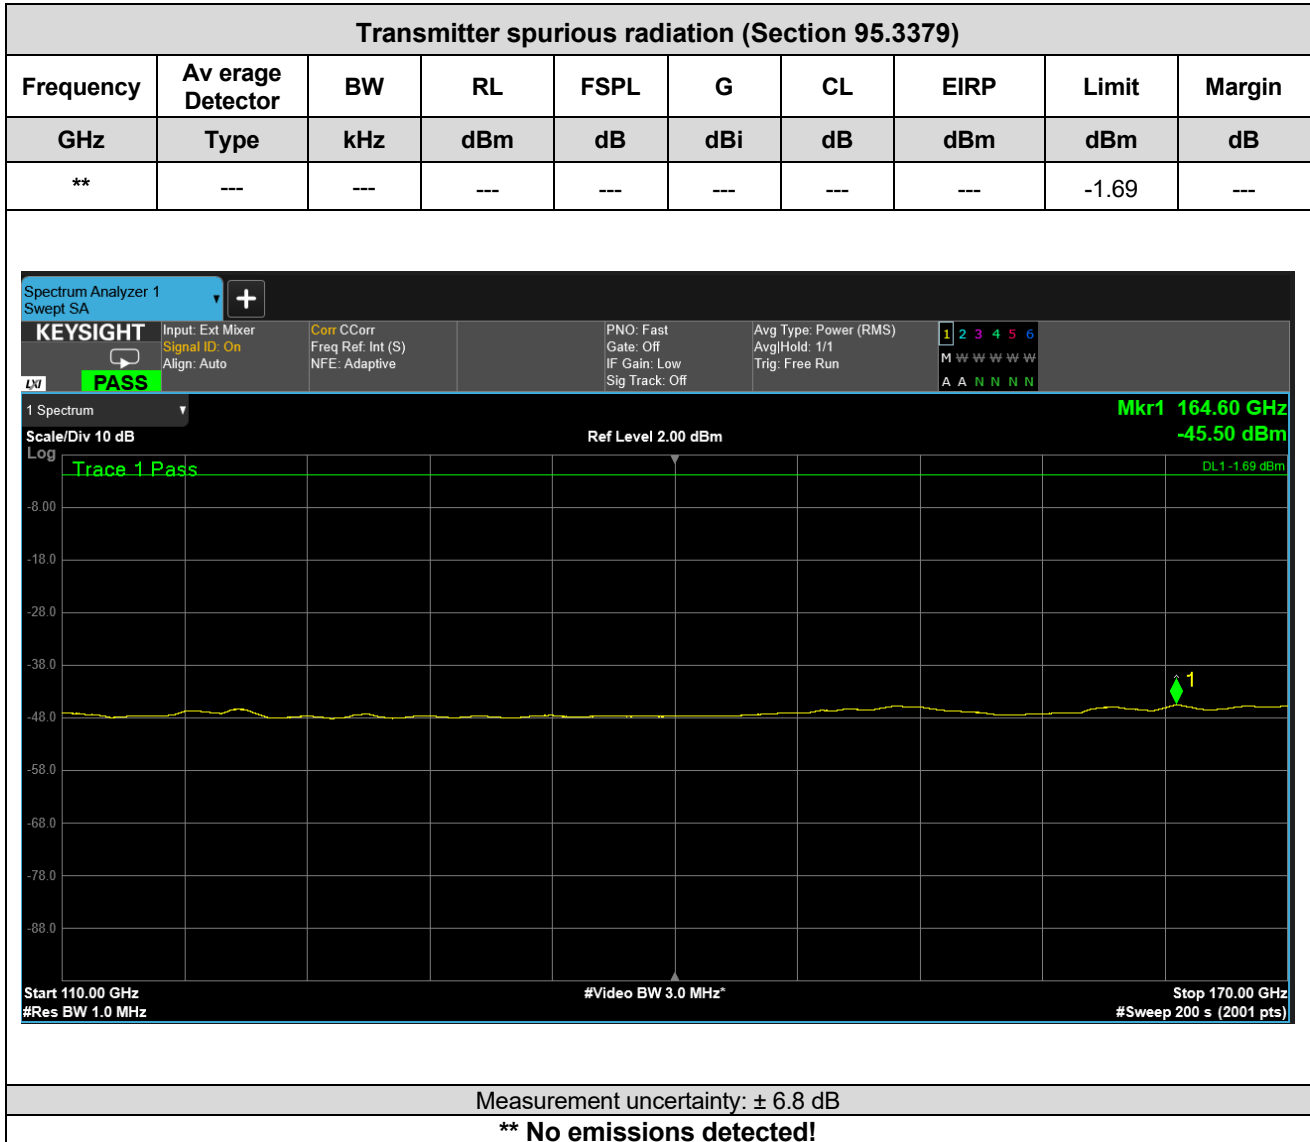 Transmitter spurious radiation (Section 95.3379)
Frequency Av erage Detector BW RL FSPL G CL EIRP Limit Margin
GHz Type kHz dBm dB dBi dB dBm dBm dB
** --- --- --- --- --- --- --- -1.69 ---
Spectrum Analyzer 1
Swept SA
+
KEYSIGHT Input: Ext Mixer Corr CCorr PNO: Fast Avg Type: Power (RMS) 1 2 3 4 5 6
Signal ID: On Freq Ref: Int (S) Gate: Off Avg|Hold: 1/1 M W W W W W
Align: Auto NFE: Adaptive IF Gain: Low Trig: Free Run
LXI PASS Sig Track: Off A A N N N N
1 Spectrum Mkr1 164.60 GHz
Scale/Div 10 dB Ref Level 2.00 dBm -45.50 dBm
Log
Trace 1 Pass DL1 -1.69 dBm
-8.00
-18.0
-28.0
-38.0
1
-48.0
-58.0
-68.0
-78.0
-88.0
Start 110.00 GHz #Video BW 3.0 MHz* Stop 170.00 GHz
#Res BW 1.0 MHz #Sweep 200 s (2001 pts)
Measurement uncertainty: ± 6.8 dB
** No emissions detected!